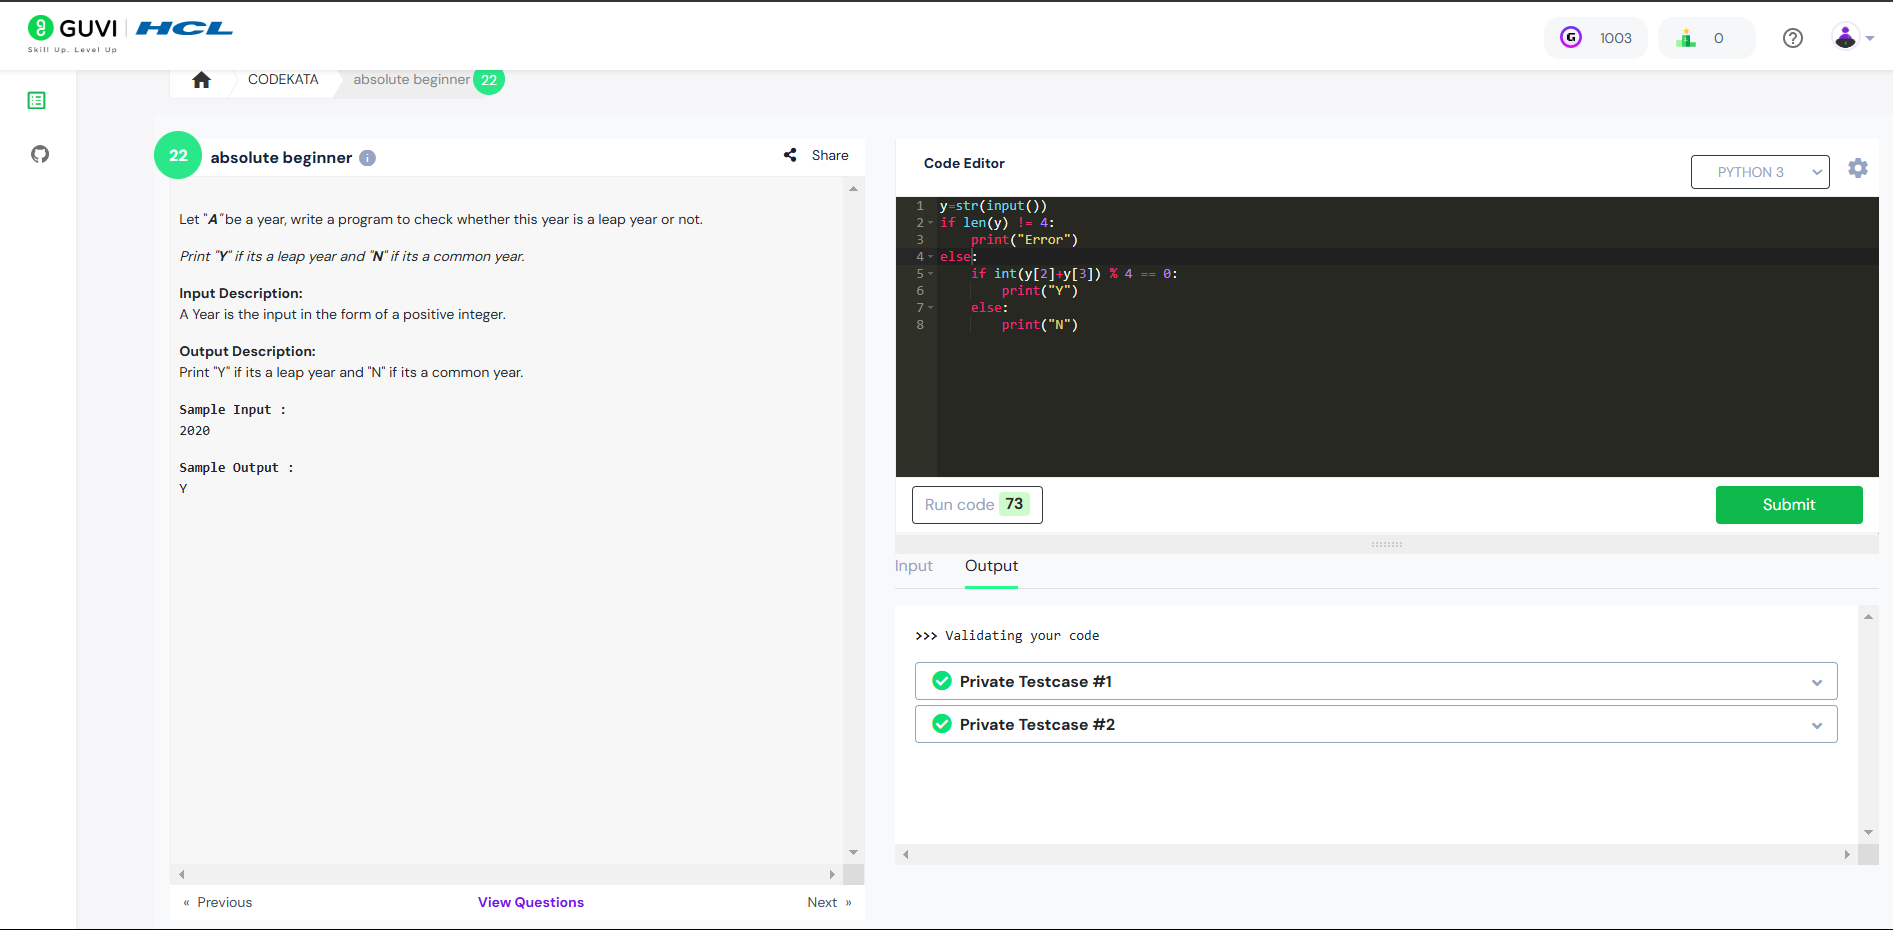 GUVI HCL
Skill Up. Level Up
1003
0
CODEKATA
absolute beginner 22
22 absolute beginner
Share
Let "A" be a year, write a program to check whether this year is a leap year or not.
Print "Y" if its a leap year and "N" if its a common year.
Input Description:
A Year is the input in the form of a positive integer.
Output Description:
Print "Y" if its a leap year and "N" if its a common year.
Sample Input :
2020
Sample Output :
Y
« Previous
View Questions
Next »
Code Editor
PYTHON 3
1 y=str(input())
2 if len(y) != 4:
3     print("Error")
4 else:
5     if int(y[2]+y[3]) % 4 == 0:
6         print("Y")
7     else:
8         print("N")
Run code 73
Submit
Input
Output
>>> Validating your code
Private Testcase #1
Private Testcase #2